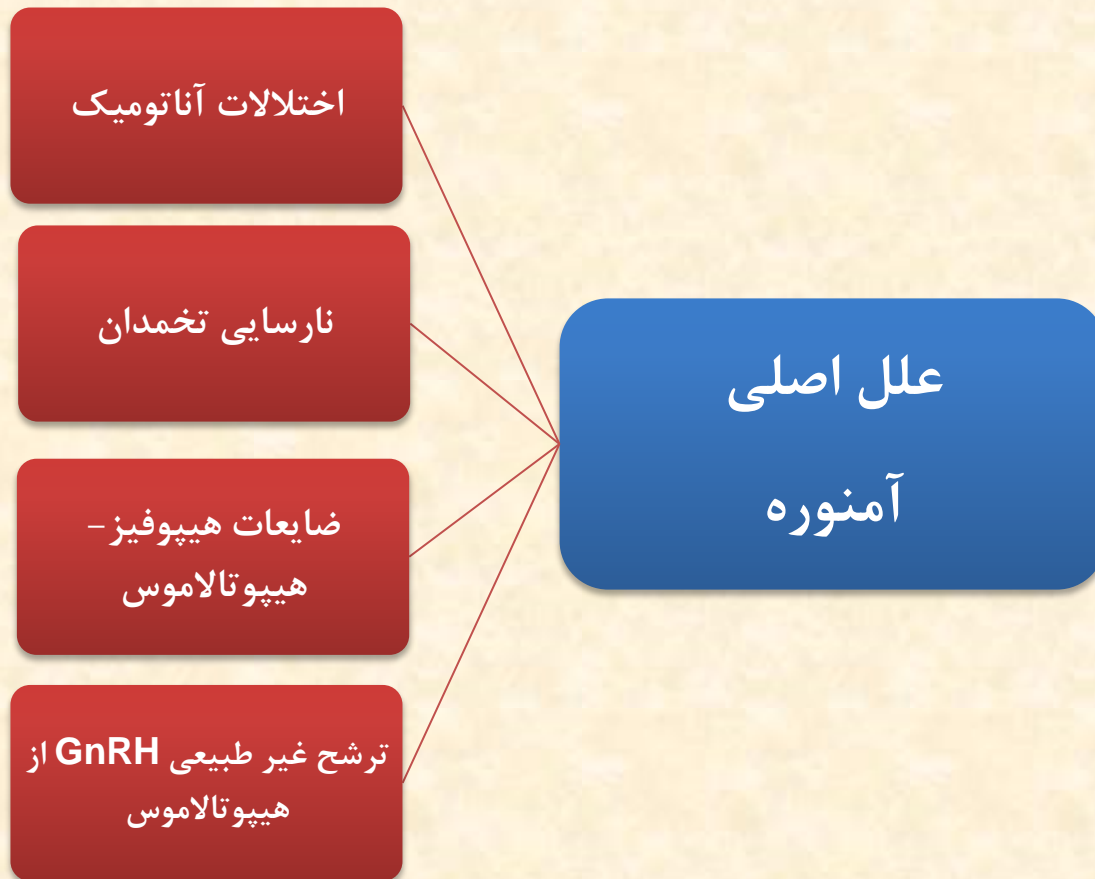 علل اصلی
آمنوره
اختلالات آناتومیک
نارسایی تخمدان
ضایعات هیپوفیز–
هیپوتالاموس
ترشح غیر طبیعی GnRH از
هیپوتالاموس